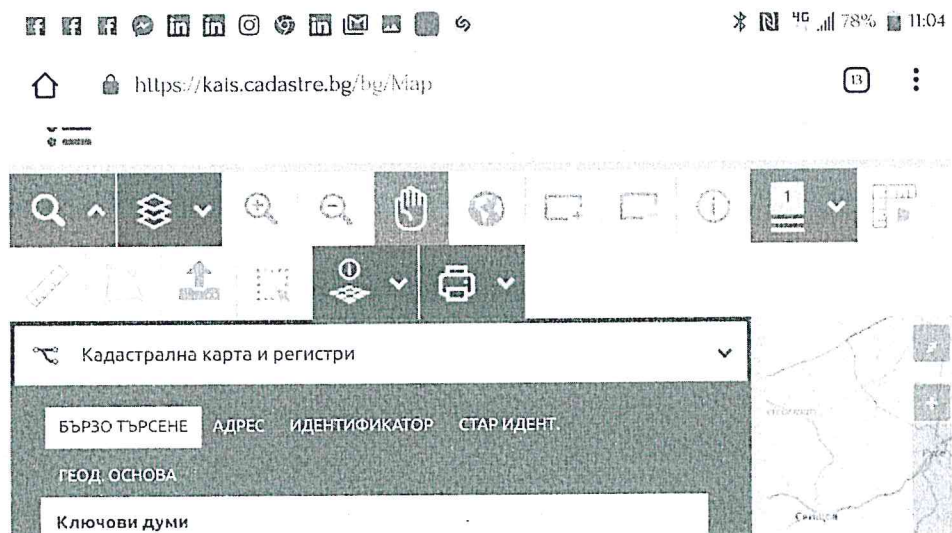 4G 78% 11:04
https://kais.cadastre.bg/bg/Map
13
1
Кадастрална карта и регистри
БЪРЗО ТЪРСЕНЕ АДРЕС ИДЕНТИФИКАТОР СТАР ИДЕНТ.
ГЕОД. ОСНОВА
Ключови думи